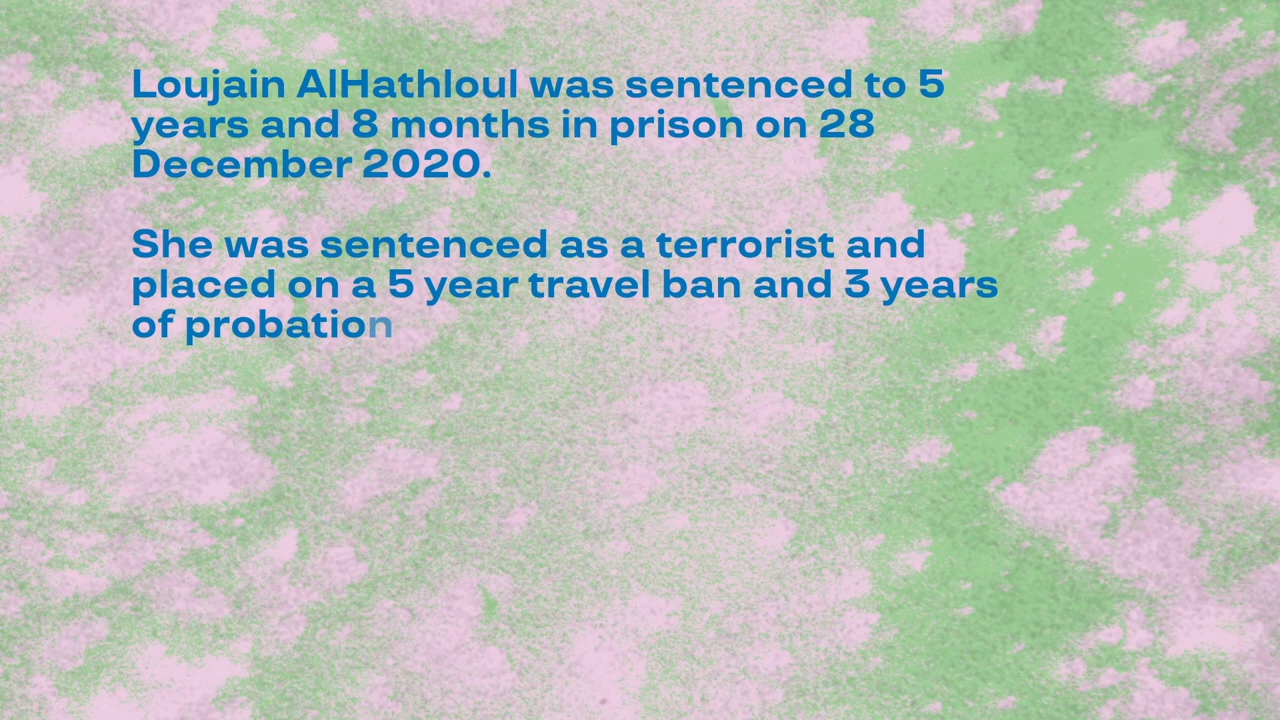 Loujain AlHathloul was sentenced to 5
years and 8 months in prison on 28
December 2020.
She was sentenced as a terrorist and
placed on a 5 year travel ban and 3 years
of probation